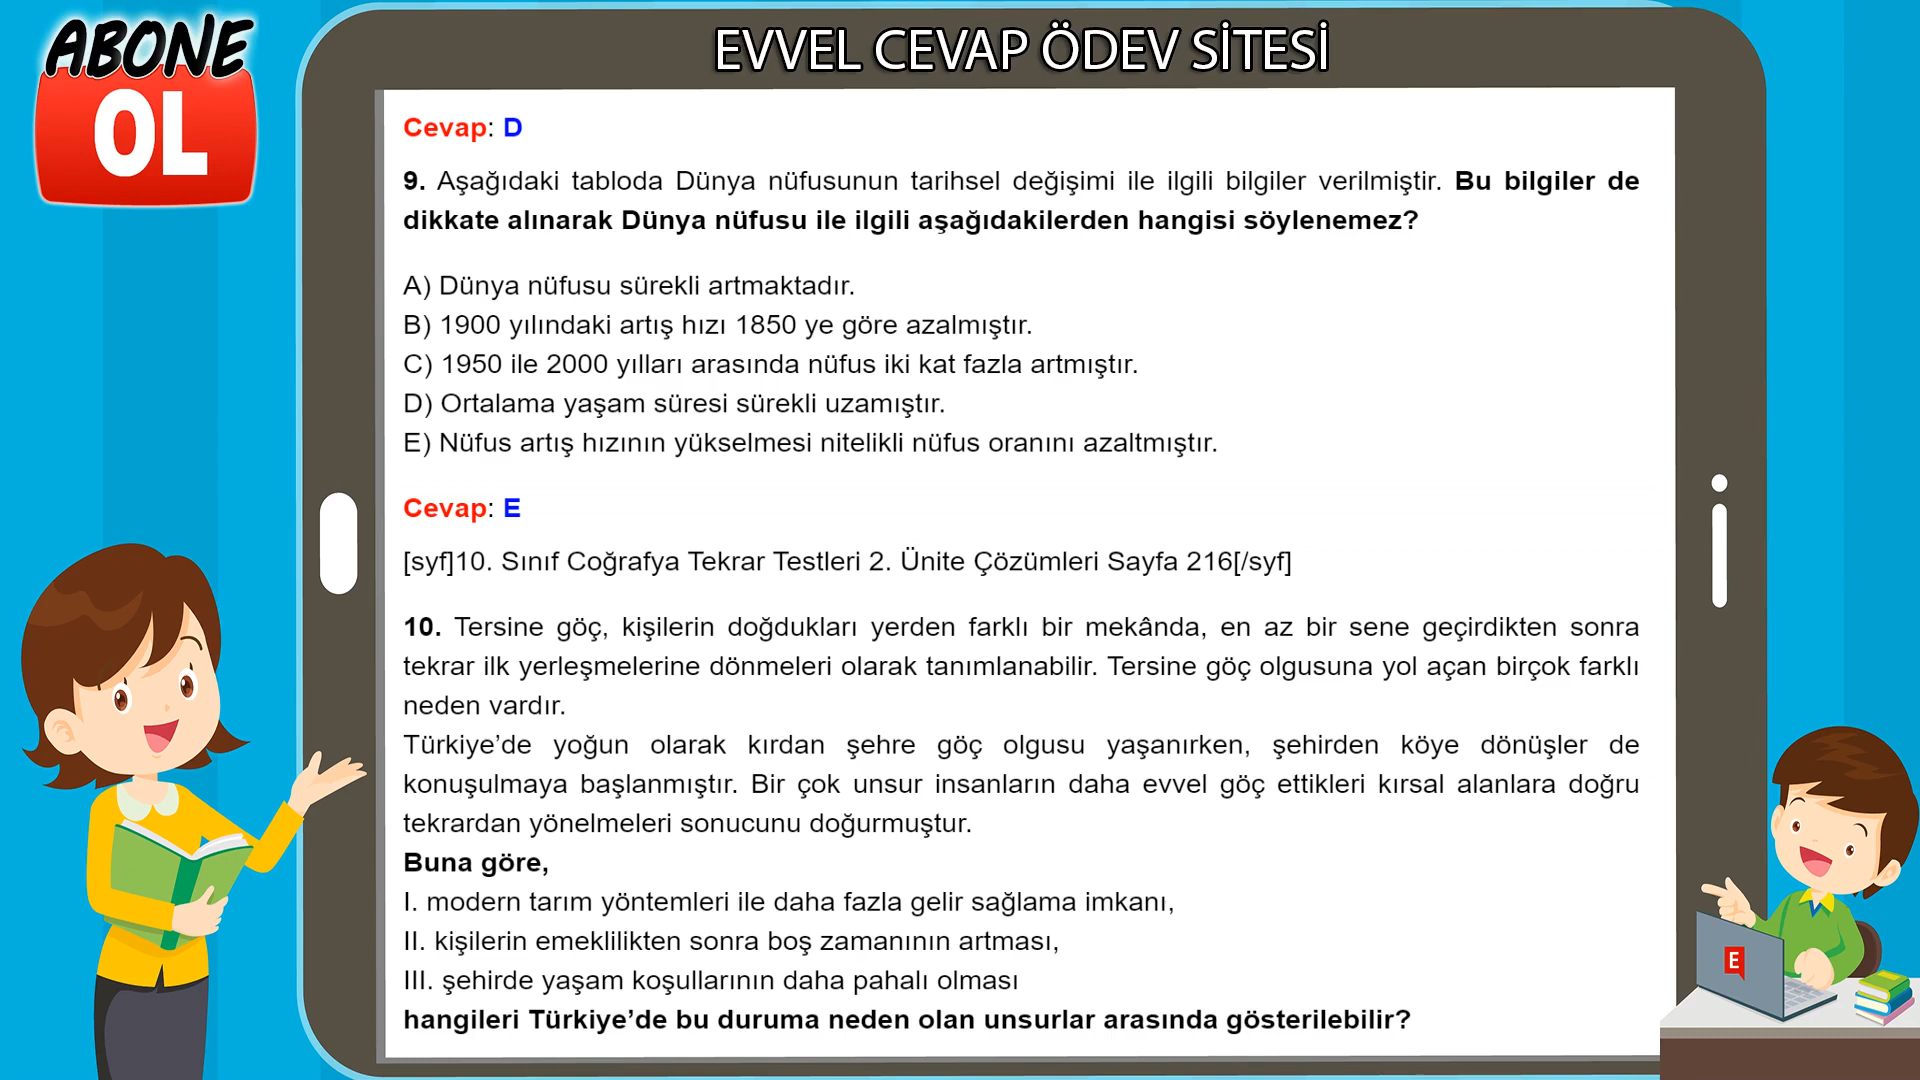 ABONE
OL
EVVEL CEVAP ÖDEV SİTESİ
Cevap: D
9. Aşağıdaki tabloda Dünya nüfusunun tarihsel değişimi ile ilgili bilgiler verilmiştir. Bu bilgiler de
dikkate alınarak Dünya nüfusu ile ilgili aşağıdakilerden hangisi söylenemez?
A) Dünya nüfusu sürekli artmaktadır.
B) 1900 yılındaki artış hızı 1850 ye göre azalmıştır.
C) 1950 ile 2000 yılları arasında nüfus iki kat fazla artmıştır.
D) Ortalama yaşam süresi sürekli uzamıştır.
E) Nüfus artış hızının yükselmesi nitelikli nüfus oranını azaltmıştır.
Cevap: E
[syf]10. Sınıf Coğrafya Tekrar Testleri 2. Ünite Çözümleri Sayfa 216[/syf]
10. Tersine göç, kişilerin doğdukları yerden farklı bir mekânda, en az bir sene geçirdikten sonra
tekrar ilk yerleşmelerine dönmeleri olarak tanımlanabilir. Tersine göç olgusuna yol açan birçok farklı
neden vardır.
Türkiye’de yoğun olarak kırdan şehre göç olgusu yaşanırken, şehirden köye dönüşler de
konuşulmaya başlanmıştır. Bir çok unsur insanların daha evvel göç ettikleri kırsal alanlara doğru
tekrardan yönelmeleri sonucunu doğurmuştur.
Buna göre,
I. modern tarım yöntemleri ile daha fazla gelir sağlama imkanı,
II. kişilerin emeklilikten sonra boş zamanının artması,
III. şehirde yaşam koşullarının daha pahalı olması
hangileri Türkiye’de bu duruma neden olan unsurlar arasında gösterilebilir?
E